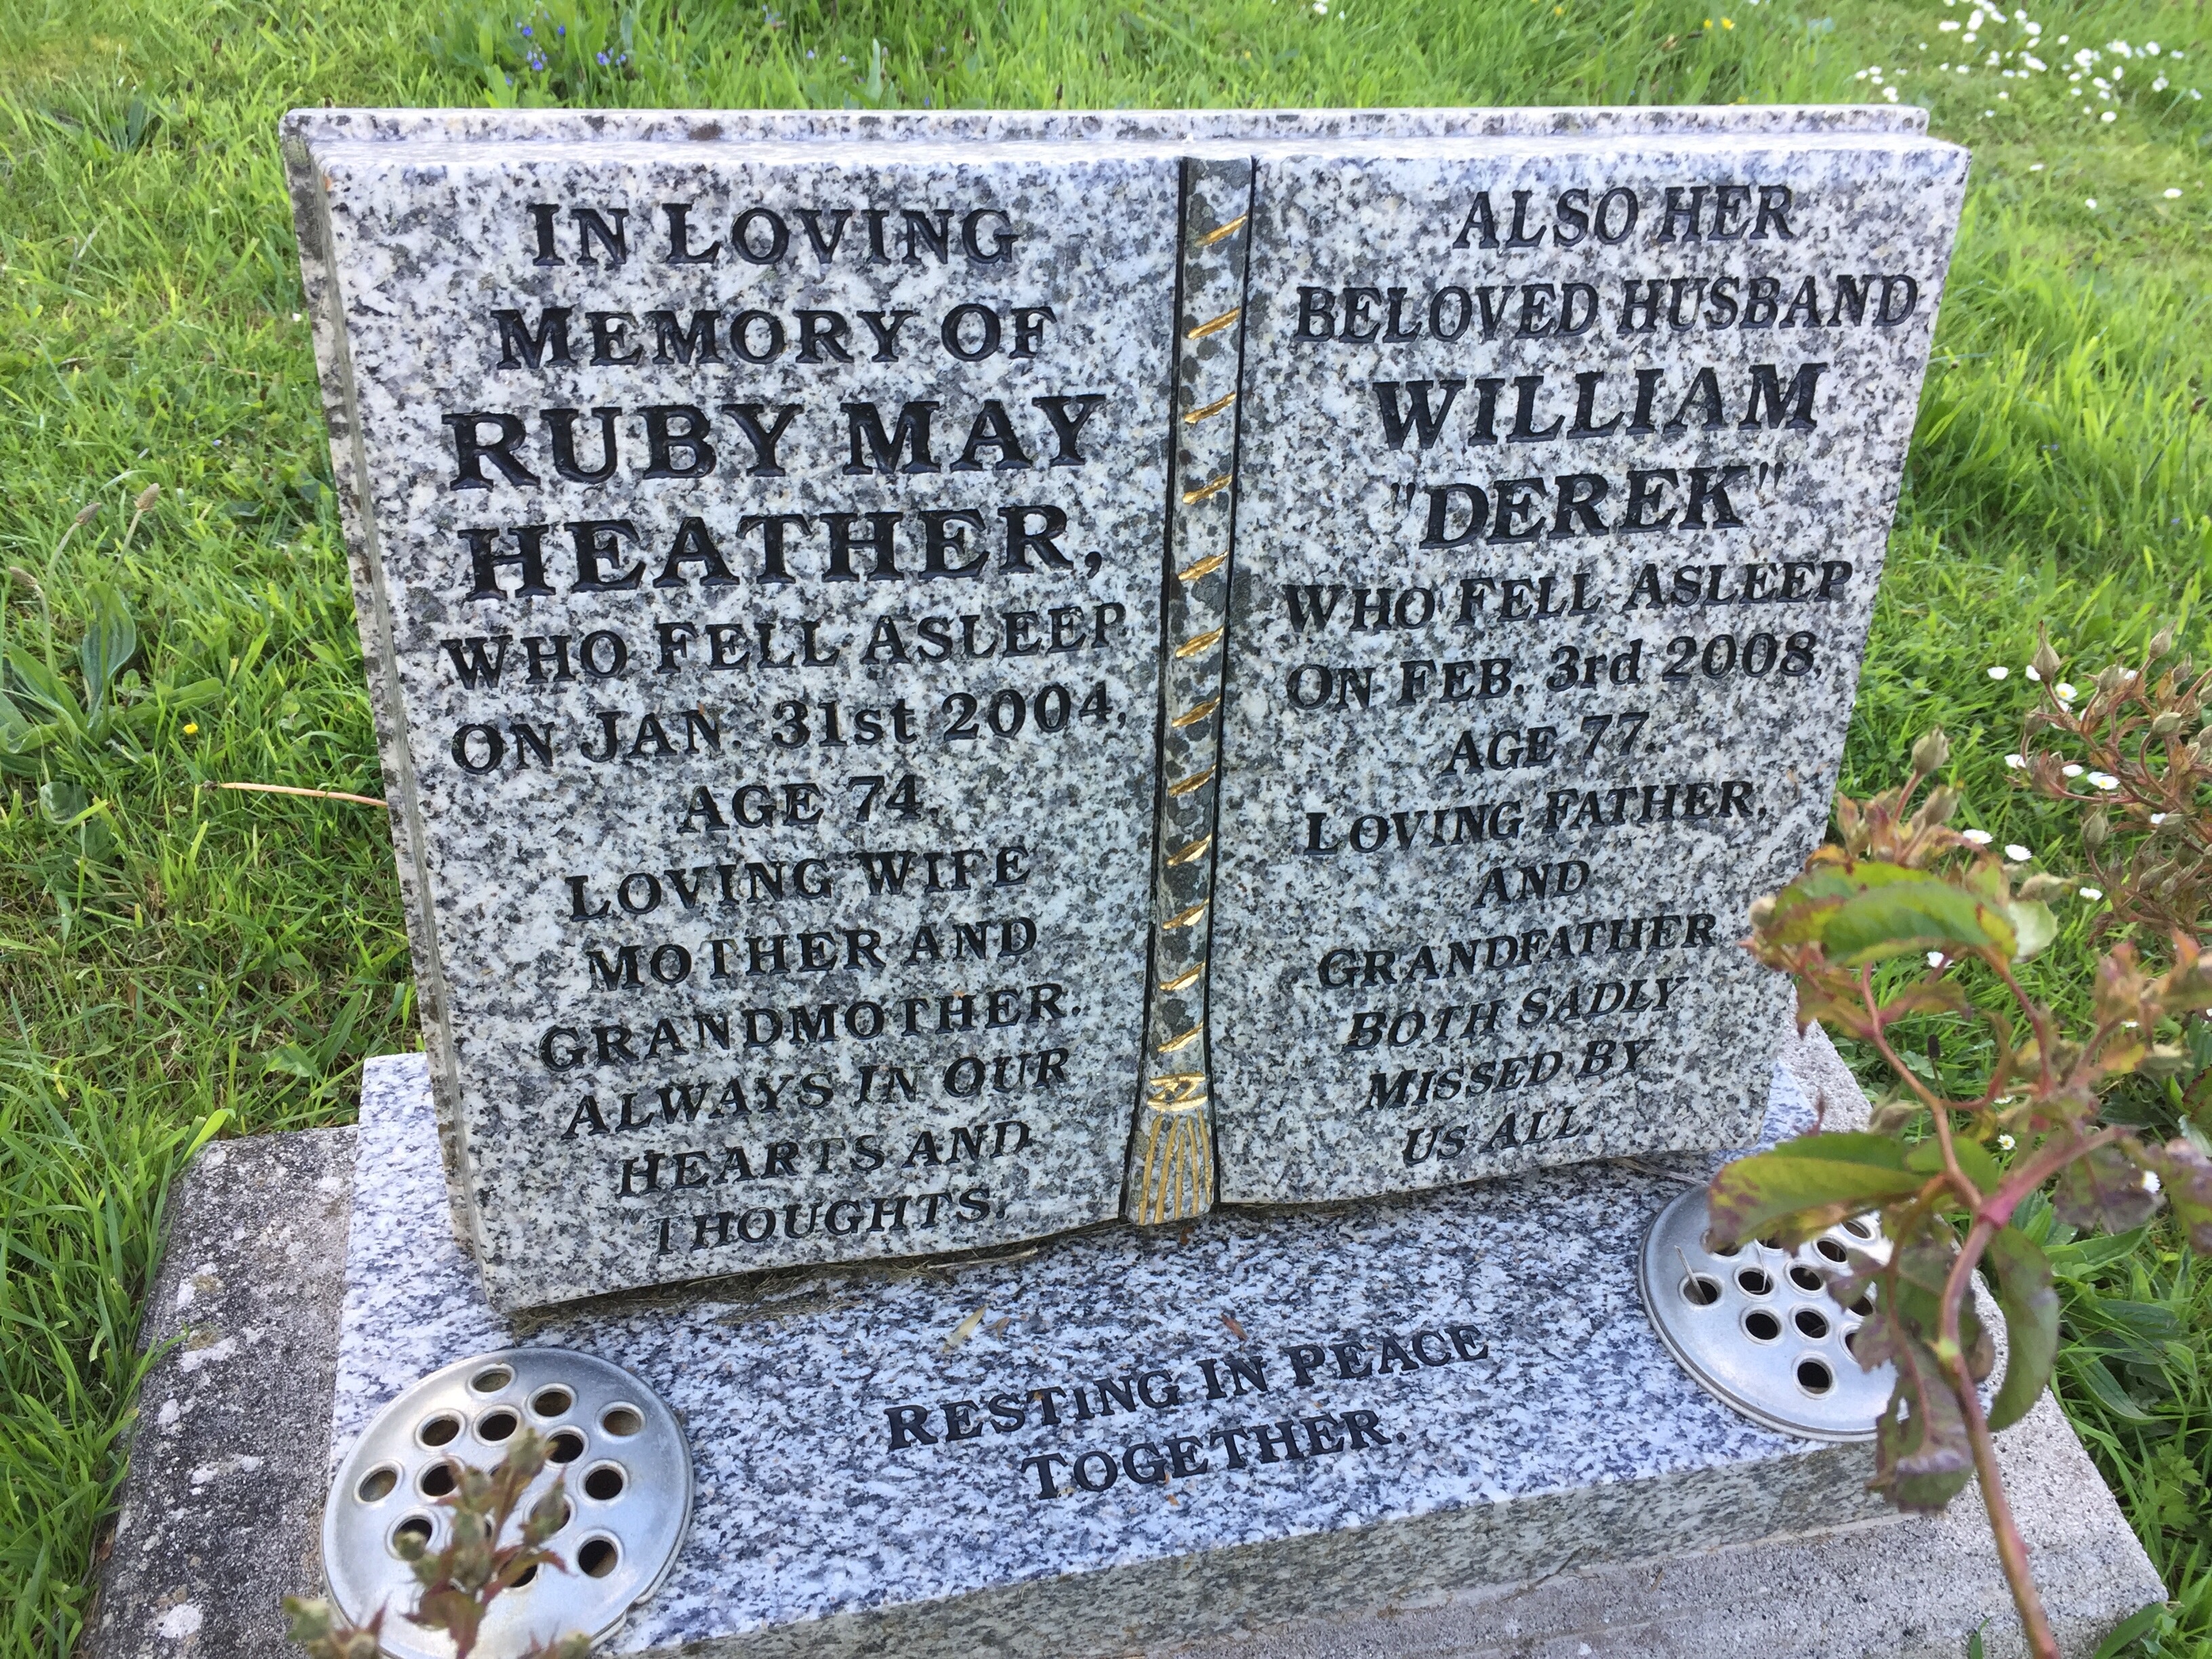 IN LOVING
MEMORY OF
RUBY MAY
HEATHER,
WHO FELL ASLEEP
ON JAN. 31st 2004,
AGE 74,
LOVING WIFE
MOTHER AND
GRANDMOTHER.
ALWAYS IN OUR
HEARTS AND
THOUGHTS.
ALSO HER
BELOVED HUSBAND
WILLIAM
"DEREK"
WHO FELL ASLEEP
ON FEB. 3rd 2008,
AGE 77.
LOVING FATHER,
AND
GRANDFATHER
BOTH SADLY
MISSED BY
US ALL.
RESTING IN PEACE
TOGETHER.